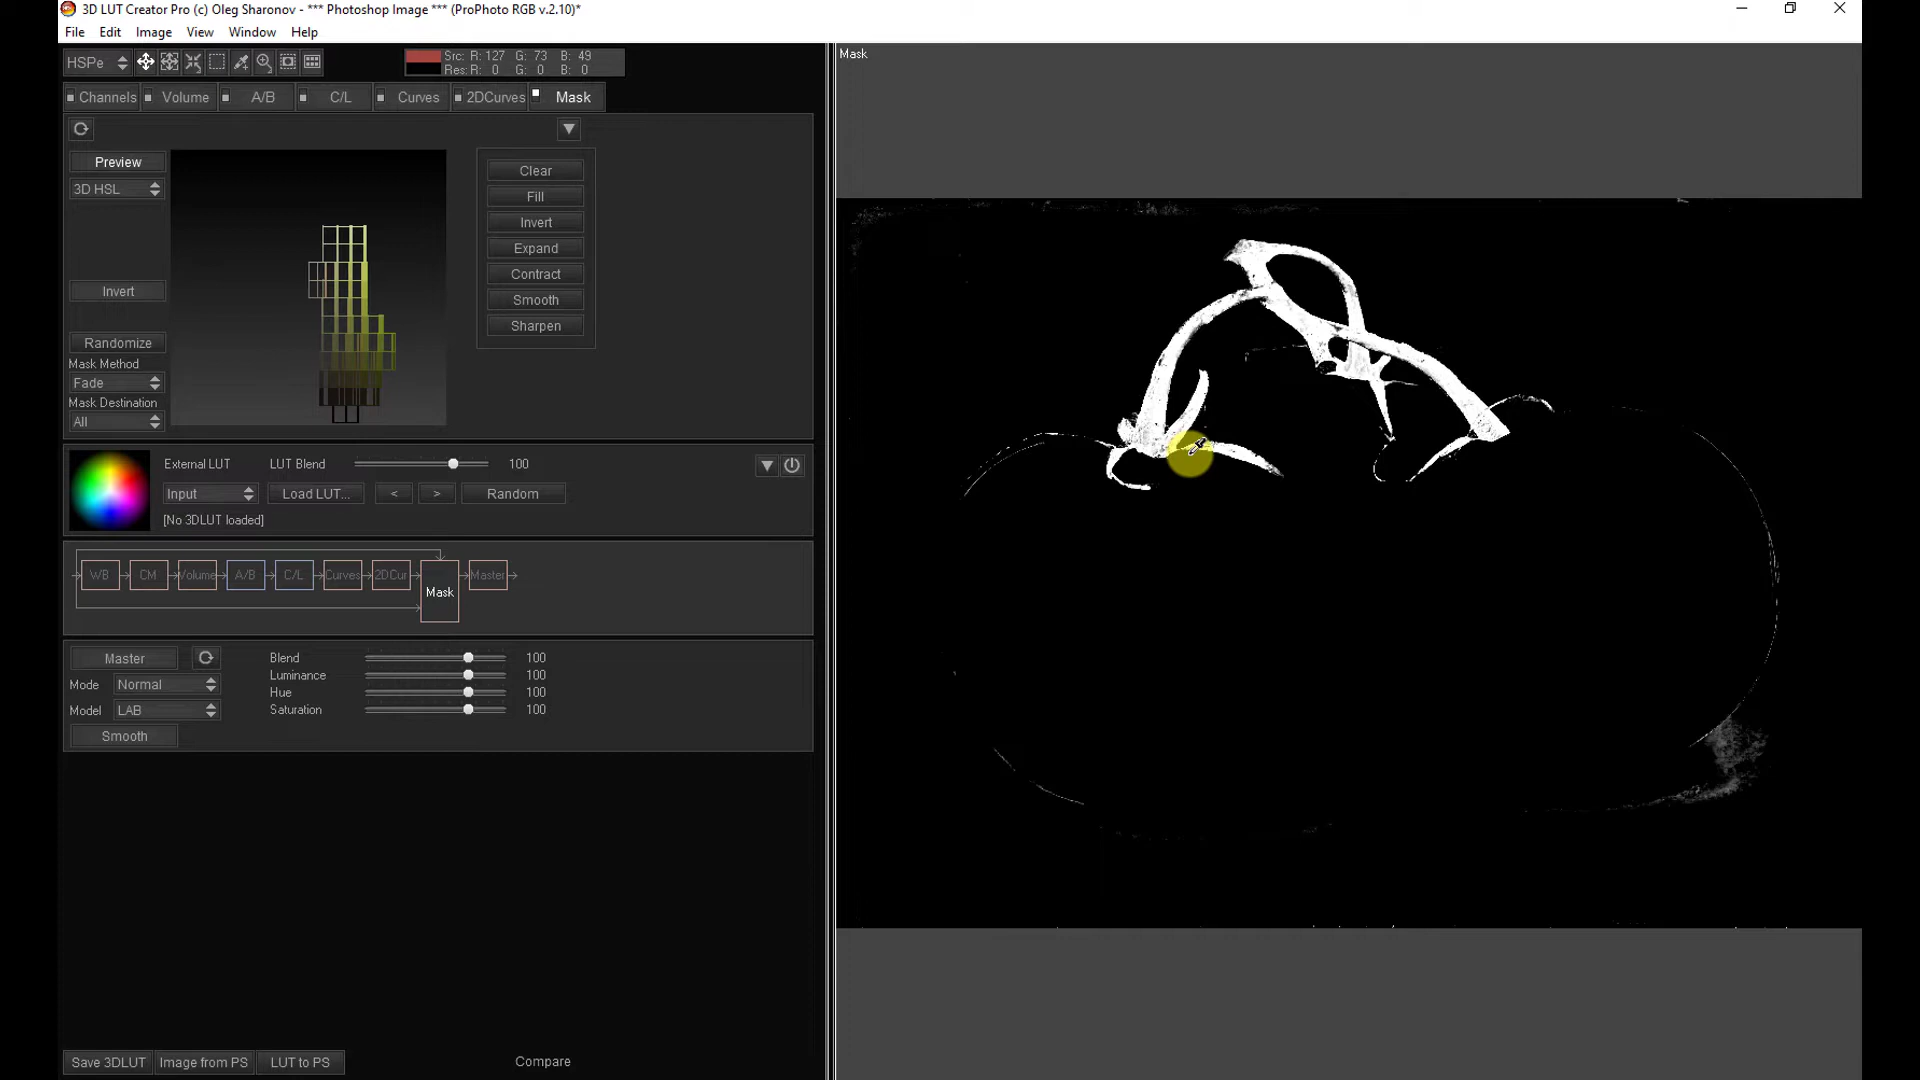 3D LUT Creator Pro (c) Oleg Sharonov - *** Photoshop Image *** (ProPhoto RGB v.2.10)*
File Edit Image View Window Help
HSPe
Src: R: 127 G: 73 B: 49
Res: R: 0 G: 0 B: 0
Mask
Channels Volume A/B C/L Curves 2DCurves Mask
Preview
Clear
3D HSL
Fill
Invert
Expand
Contract
Invert
Smooth
Sharpen
Randomize
Mask Method
Fade
Mask Destination
All
External LUT LUT Blend 100
Input Load LUT... < > Random
[No 3DLUT loaded]
WB CM Volume A/B C/L Curves 2DCur Mask Master
Master Blend 100
Luminance 100
Mode Normal Hue 100
Model LAB Saturation 100
Smooth
Save 3DLUT Image from PS LUT to PS Compare